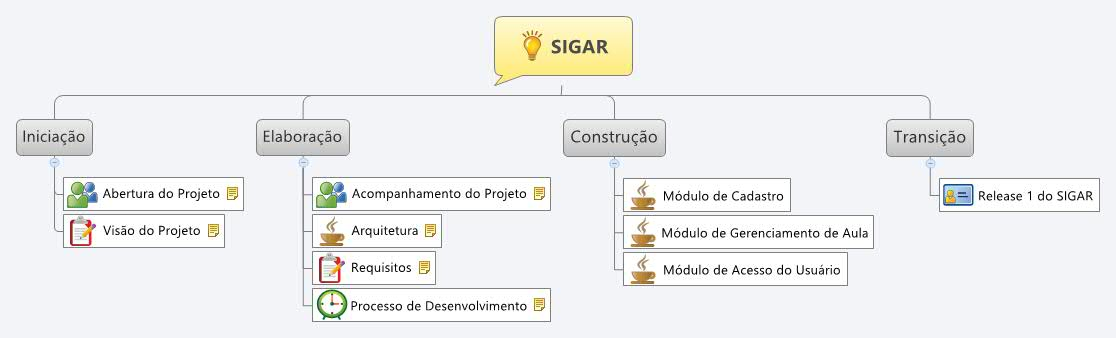 SIGAR
Iniciação
Abertura do Projeto
Visão do Projeto
Elaboração
Acompanhamento do Projeto
Arquitetura
Requisitos
Processo de Desenvolvimento
Construção
Módulo de Cadastro
Módulo de Gerenciamento de Aula
Módulo de Acesso do Usuário
Transição
Release 1 do SIGAR